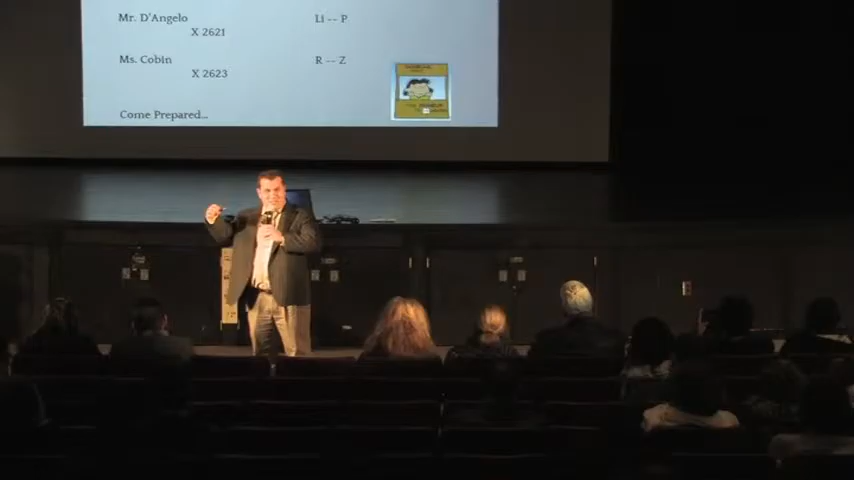 Mr. D'Angelo Li -- P
X 2621
Ms. Cobin R -- Z
X 2623
Come Prepared...